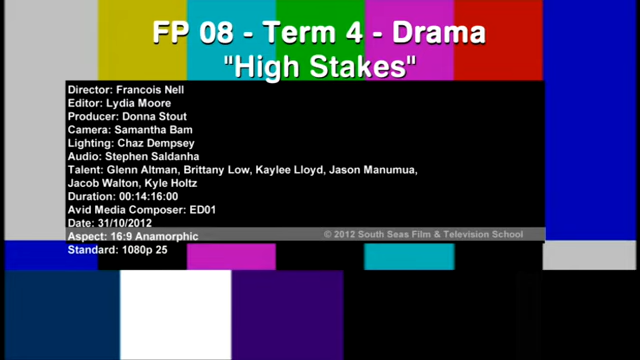 FP 08 - Term 4 - Drama
"High Stakes"
Director: Francois Nell
Editor: Lydia Moore
Producer: Donna Stout
Camera: Samantha Bam
Lighting: Chaz Dempsey
Audio: Stephen Saldanha
Talent: Glenn Altman, Brittany Low, Kaylee Lloyd, Jason Manumua,
Jacob Walton, Kyle Holtz
Duration: 00:14:16:00
Avid Media Composer: ED01
Date: 31/10/2012
Aspect: 16:9 Anamorphic
© 2012 South Seas Film & Television School
Standard: 1080p 25